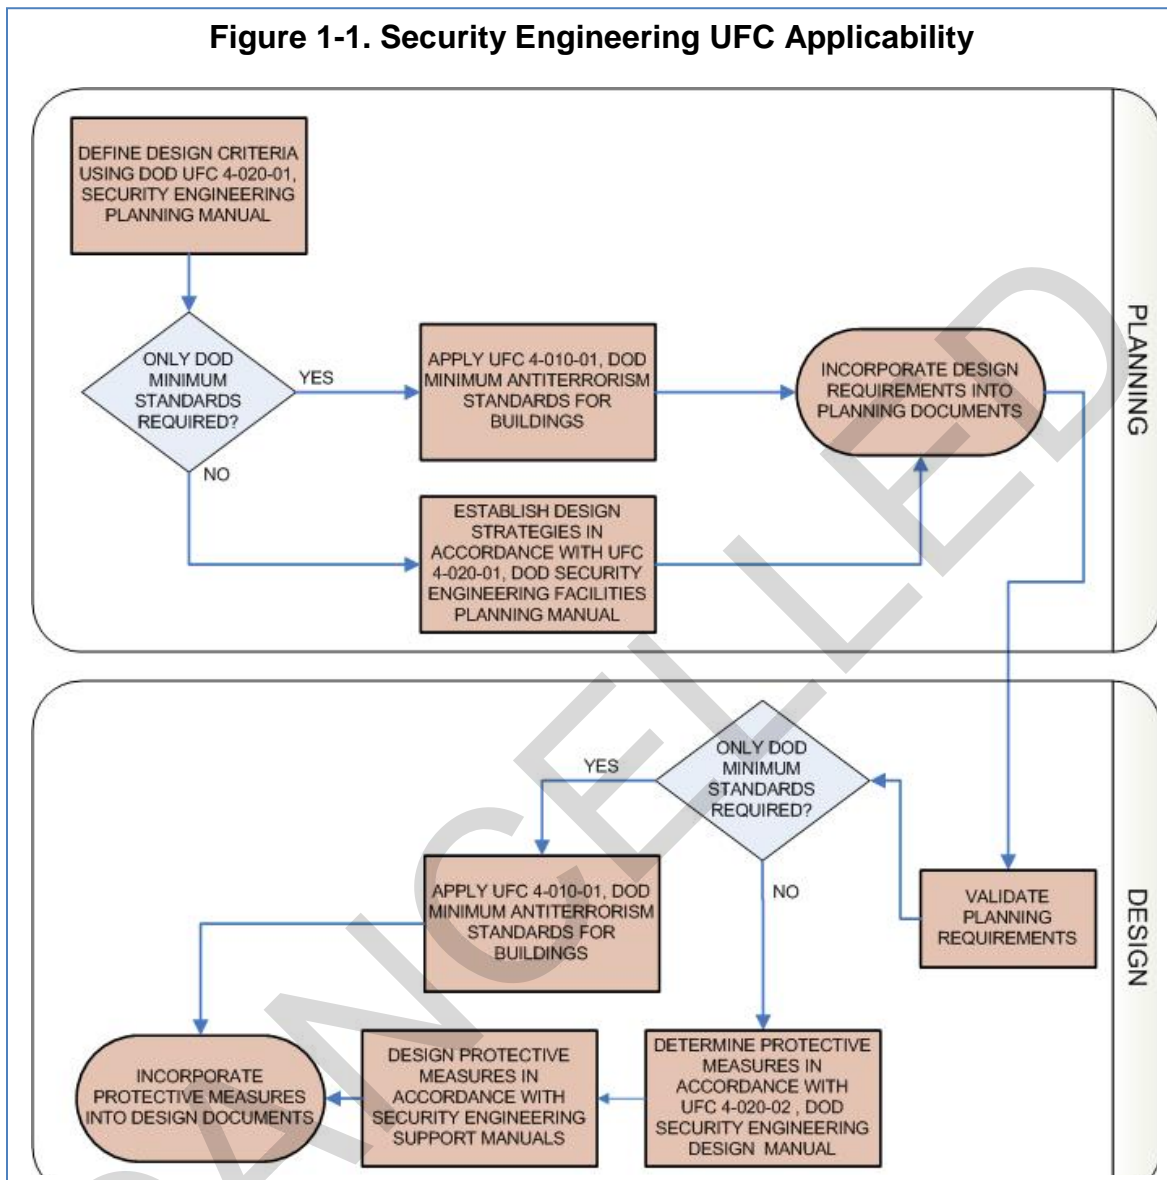 Figure 1-1. Security Engineering UFC Applicability
DEFINE DESIGN CRITERIA
USING DOD UFC 4-020-01,
SECURITY ENGINEERING
PLANNING MANUAL
ONLY DOD
MINIMUM
STANDARDS
REQUIRED?
YES
NO
APPLY UFC 4-010-01, DOD
MINIMUM ANTITERRORISM
STANDARDS FOR
BUILDINGS
INCORPORATE DESIGN
REQUIREMENTS INTO
PLANNING DOCUMENTS
ESTABLISH DESIGN
STRATEGIES IN
ACCORDANCE WITH UFC
4-020-01, DOD SECURITY
ENGINEERING FACILITIES
PLANNING MANUAL
PLANNING
ONLY DOD
MINIMUM
STANDARDS
REQUIRED?
YES
NO
APPLY UFC 4-010-01, DOD
MINIMUM ANTITERRORISM
STANDARDS FOR
BUILDINGS
VALIDATE
PLANNING
REQUIREMENTS
INCORPORATE
PROTECTIVE MEASURES
INTO DESIGN DOCUMENTS
DESIGN PROTECTIVE
MEASURES IN
ACCORDANCE WITH
SECURITY ENGINEERING
SUPPORT MANUALS
DETERMINE PROTECTIVE
MEASURES IN
ACCORDANCE WITH
UFC 4-020-02 , DOD
SECURITY ENGINEERING
DESIGN MANUAL
DESIGN
CANCELLED